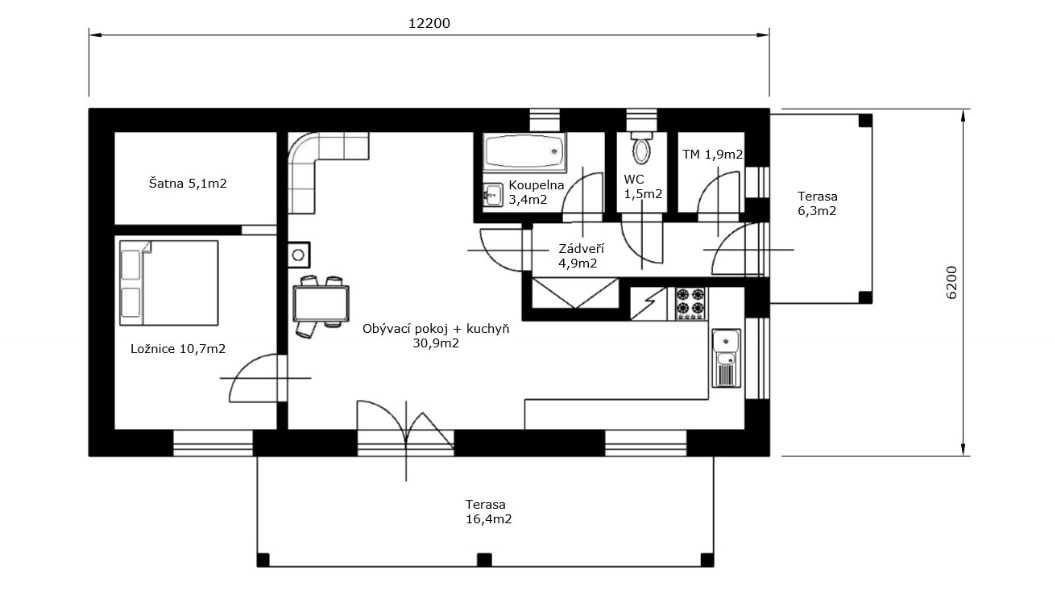 12200
Šatna 5,1m2
Koupelna
3,4m2
WC
1,5m2
TM 1,9m2
Terasa
6,3m2
Zádveří
4,9m2
6200
Obývací pokoj + kuchyň
30,9m2
Ložnice 10,7m2
Terasa
16,4m2